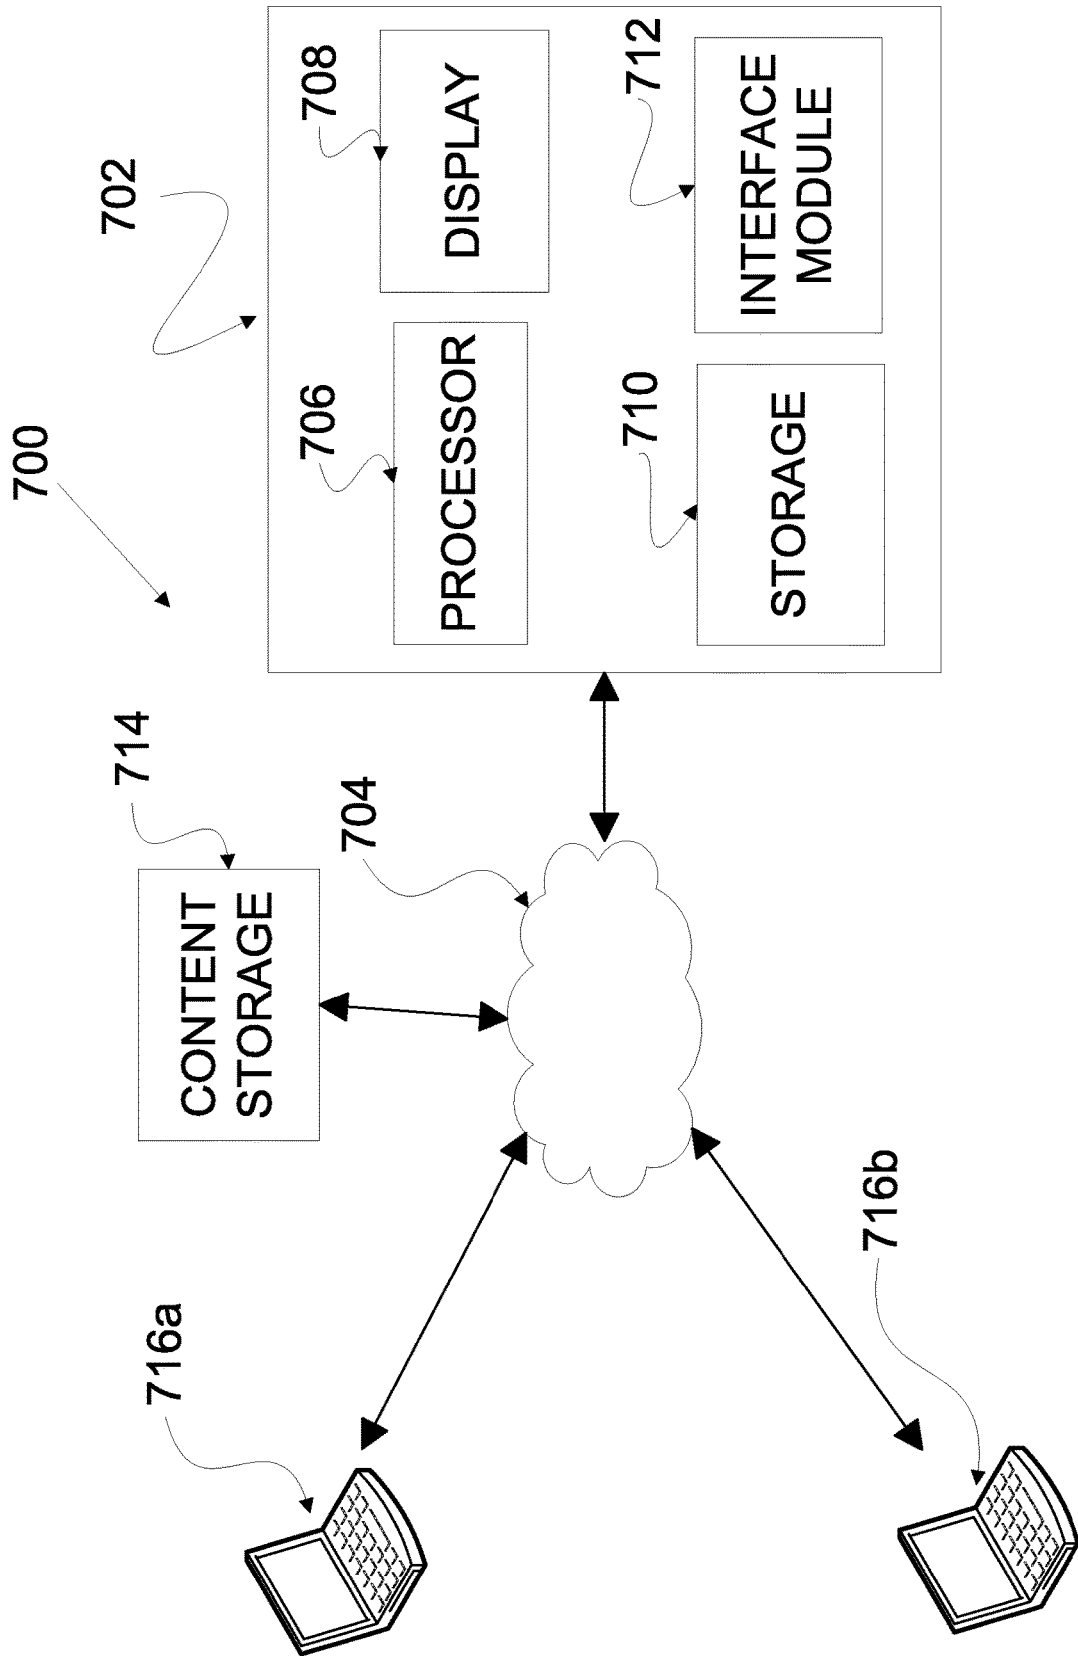 700
702
706
PROCESSOR
708
DISPLAY
710
STORAGE
712
INTERFACE
MODULE
714
CONTENT
STORAGE
704
716a
716b